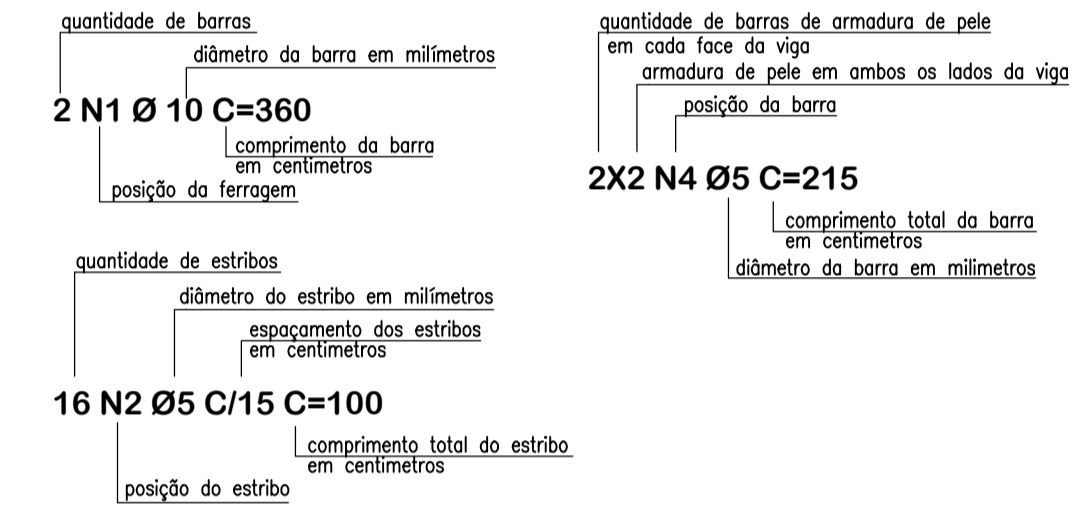 quantidade de barras
diâmetro da barra em milímetros
2 N1 Ø 10 C=360
comprimento da barra
em centimetros
posição da ferragem
quantidade de barras de armadura de pele
em cada face da viga
armadura de pele em ambos os lados da viga
posição da barra
2X2 N4 Ø5 C=215
comprimento total da barra
em centimetros
diâmetro da barra em milimetros
quantidade de estribos
diâmetro do estribo em milímetros
espaçamento dos estribos
em centimetros
16 N2 Ø5 C/15 C=100
comprimento total do estribo
em centimetros
posição do estribo